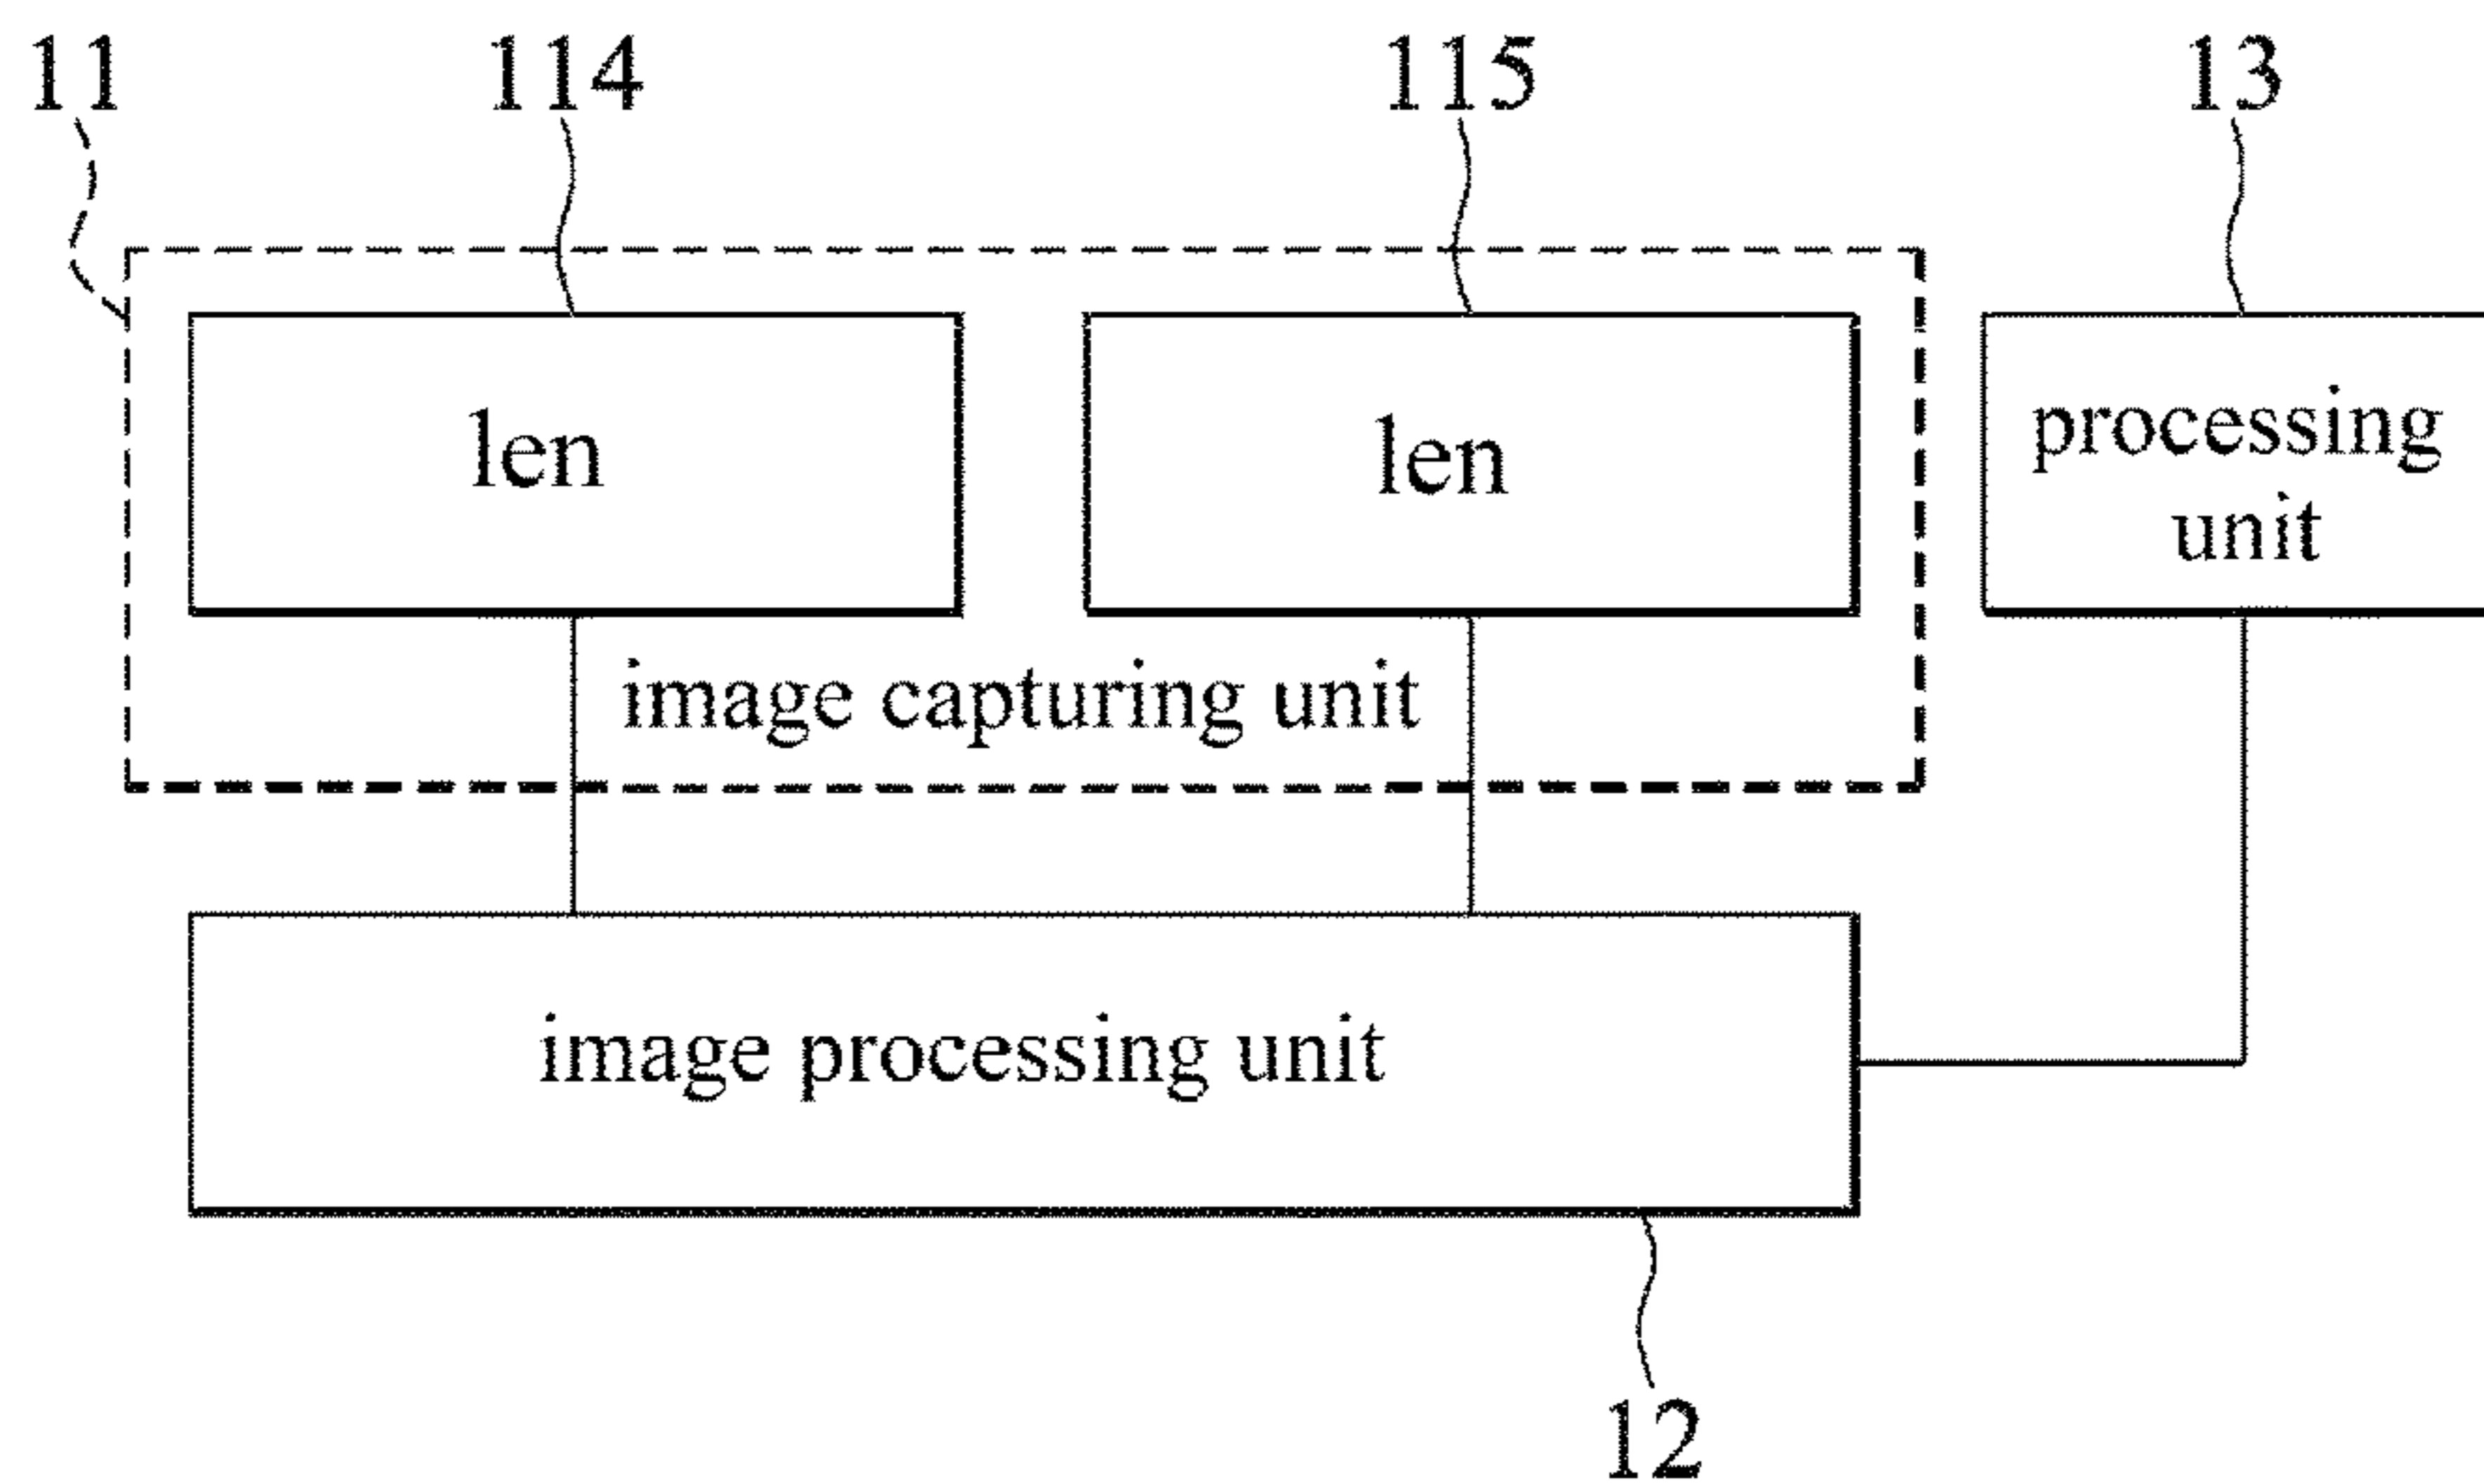 11
114
115
13
len
len
processing
unit
image capturing unit
image processing unit
12